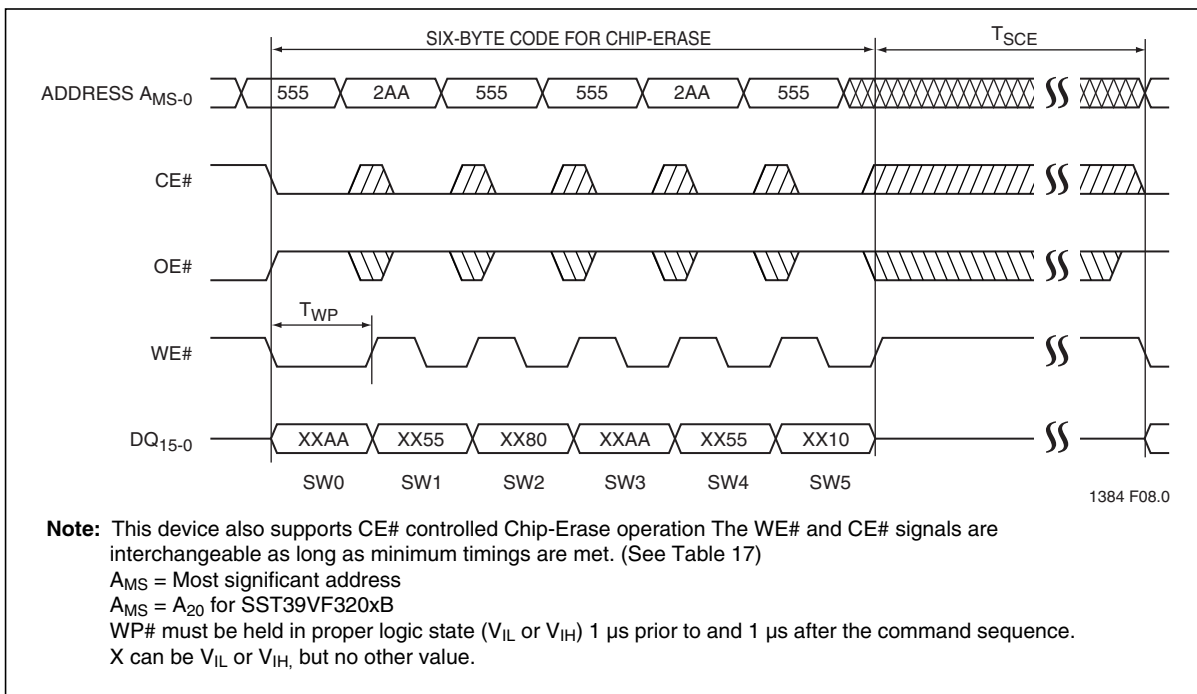 SIX-BYTE CODE FOR CHIP-ERASE TSCE
ADDRESS AMS-0 555 2AA 555 555 2AA 555
CE#
OE#
TWP
WE#
DQ15-0 XXAA XX55 XX80 XXAA XX55 XX10
SW0 SW1 SW2 SW3 SW4 SW5
1384 F08.0
Note: This device also supports CE# controlled Chip-Erase operation The WE# and CE# signals are
interchangeable as long as minimum timings are met. (See Table 17)
AMS = Most significant address
AMS = A20 for SST39VF320xB
WP# must be held in proper logic state (VIL or VIH) 1 µs prior to and 1 µs after the command sequence.
X can be VIL or VIH, but no other value.